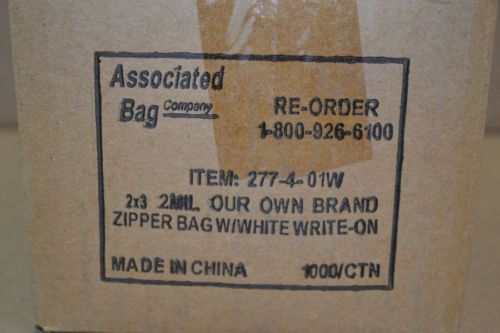 Associated
Bag Company
RE-ORDER
1-800-926-6100
ITEM: 277-4-01W
2x3 2MIL OUR OWN BRAND
ZIPPER BAG W/WHITE WRITE-ON
MADE IN CHINA 1000/CTN